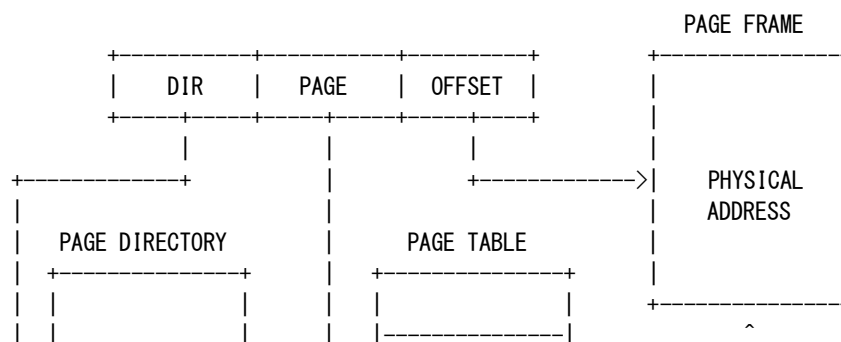 PAGE FRAME
DIR PAGE OFFSET
PHYSICAL
ADDRESS
PAGE DIRECTORY PAGE TABLE